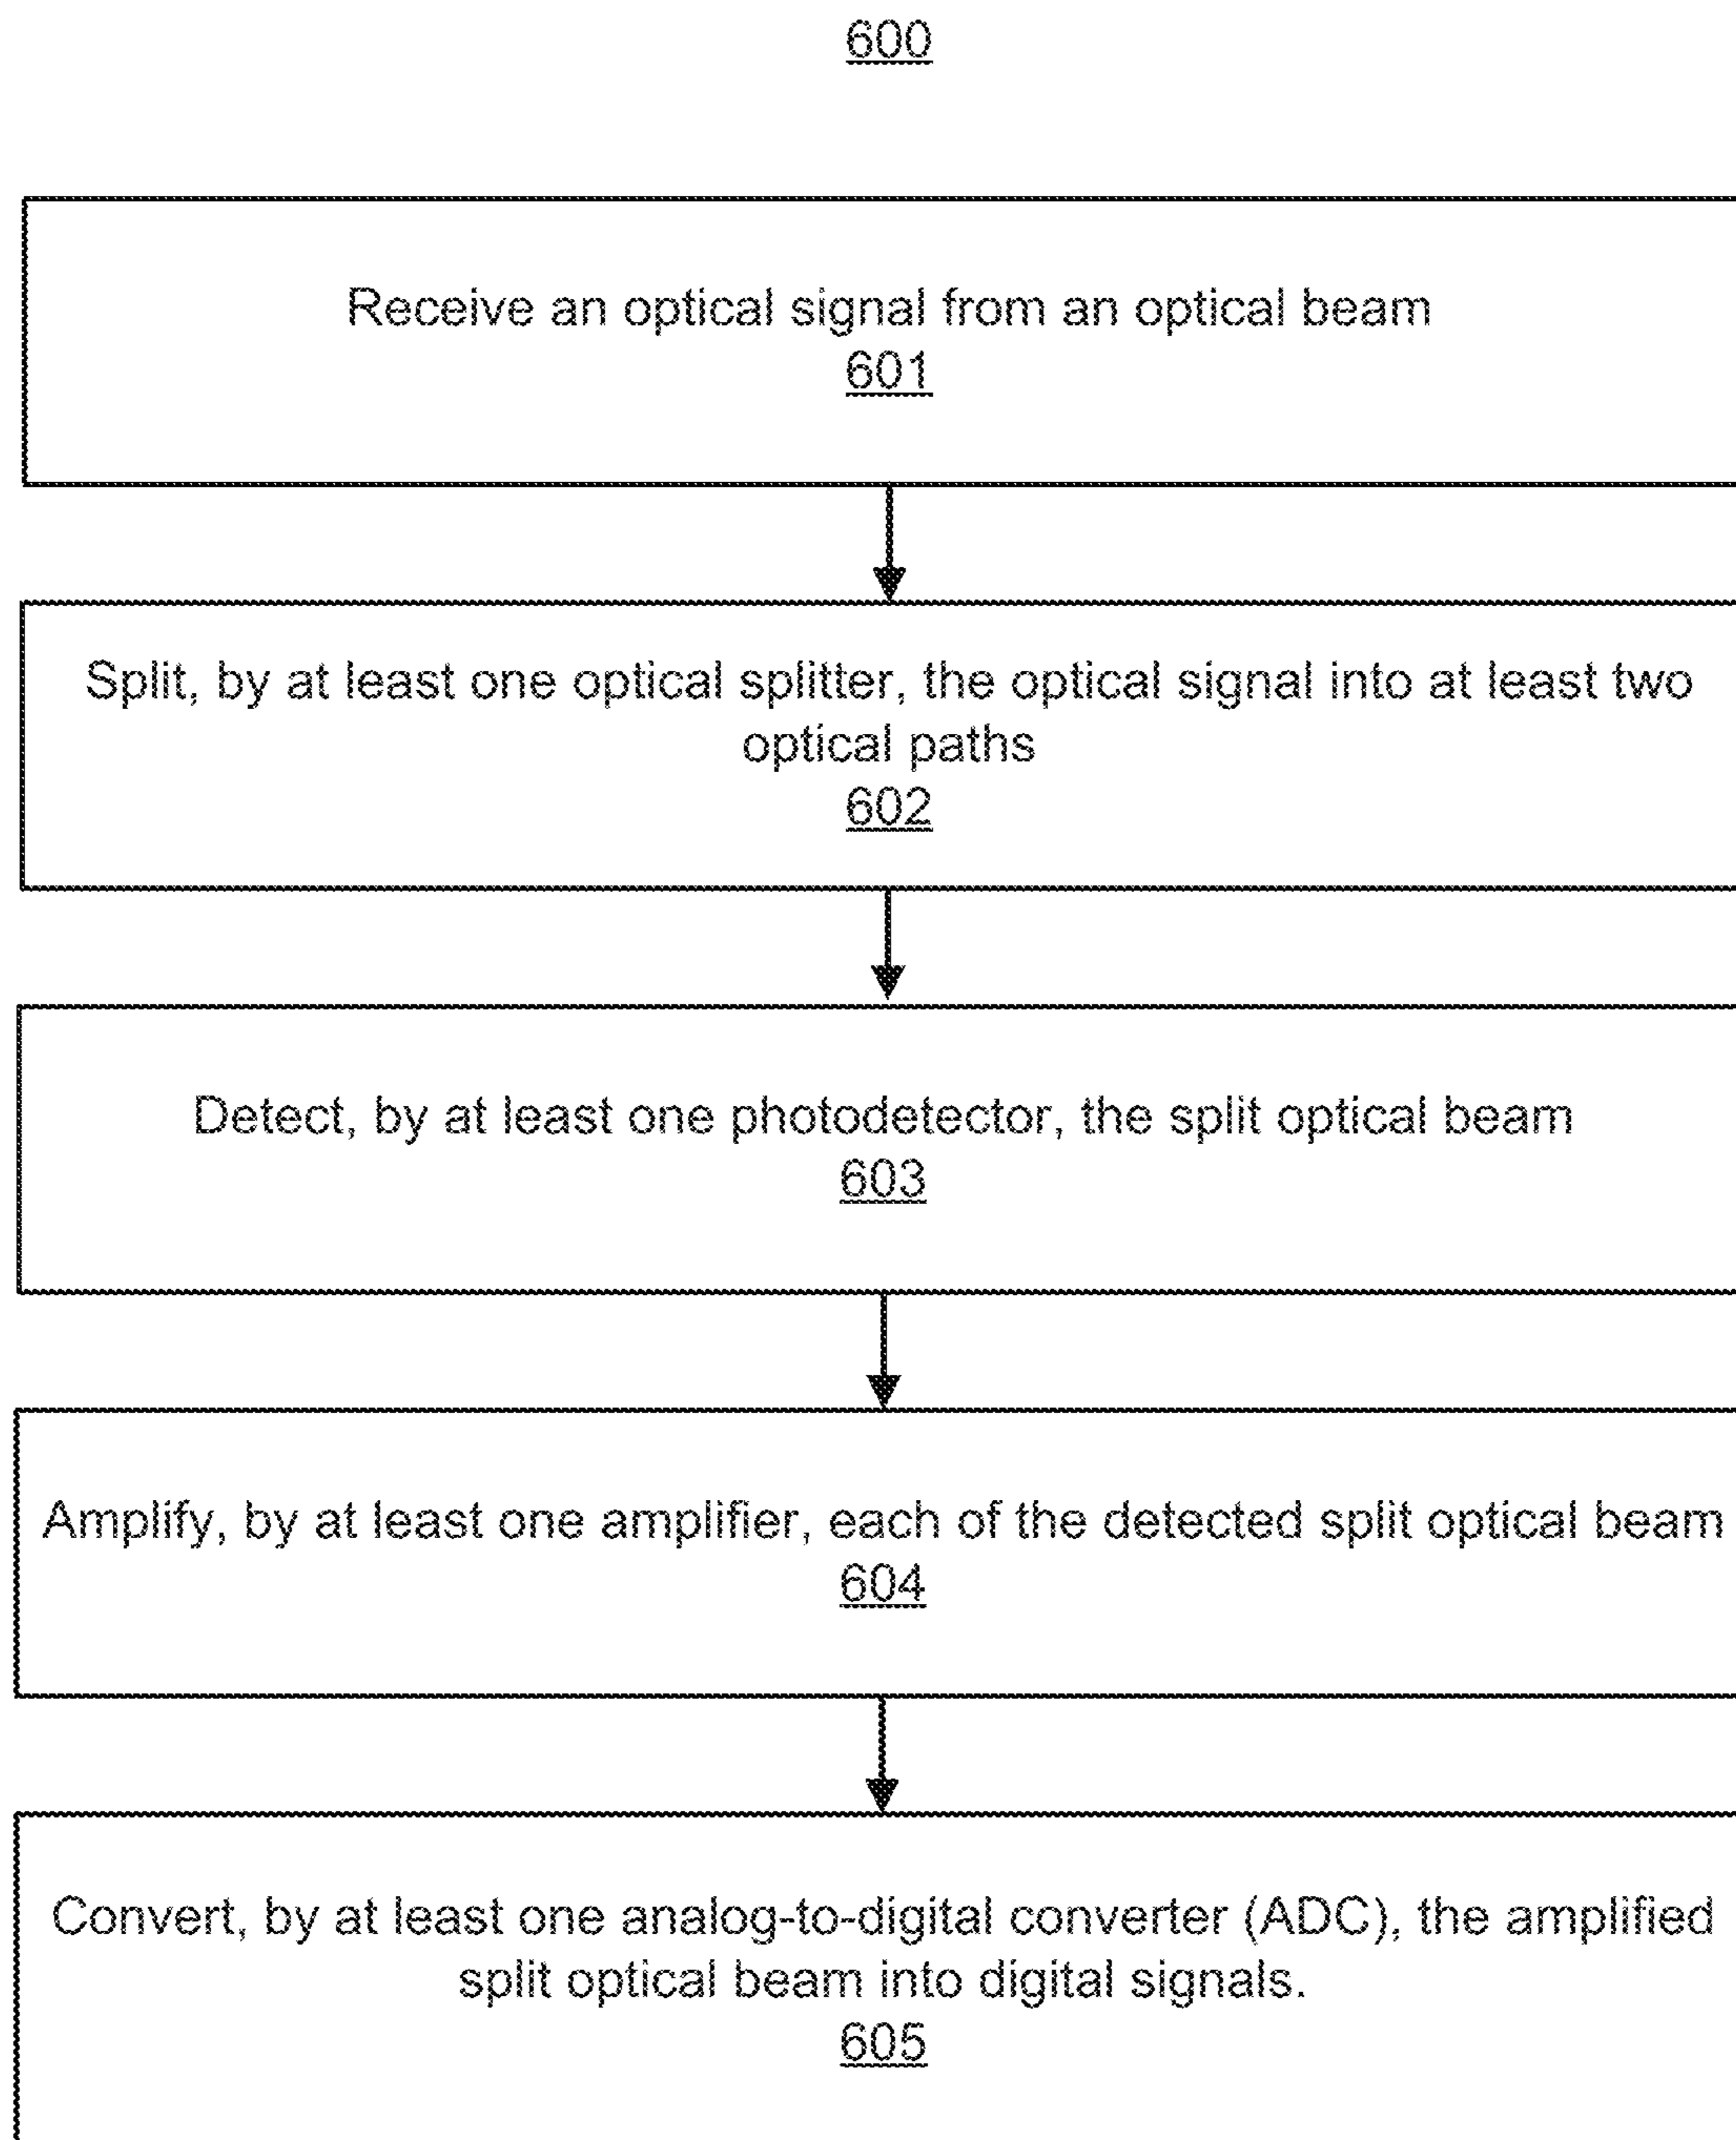 600
Receive an optical signal from an optical beam
601
Split, by at least one optical splitter, the optical signal into at least two
optical paths
602
Detect, by at least one photodetector, the split optical beam
603
Amplify, by at least one amplifier, each of the detected split optical beam
604
Convert, by at least one analog-to-digital converter (ADC), the amplified
split optical beam into digital signals.
605